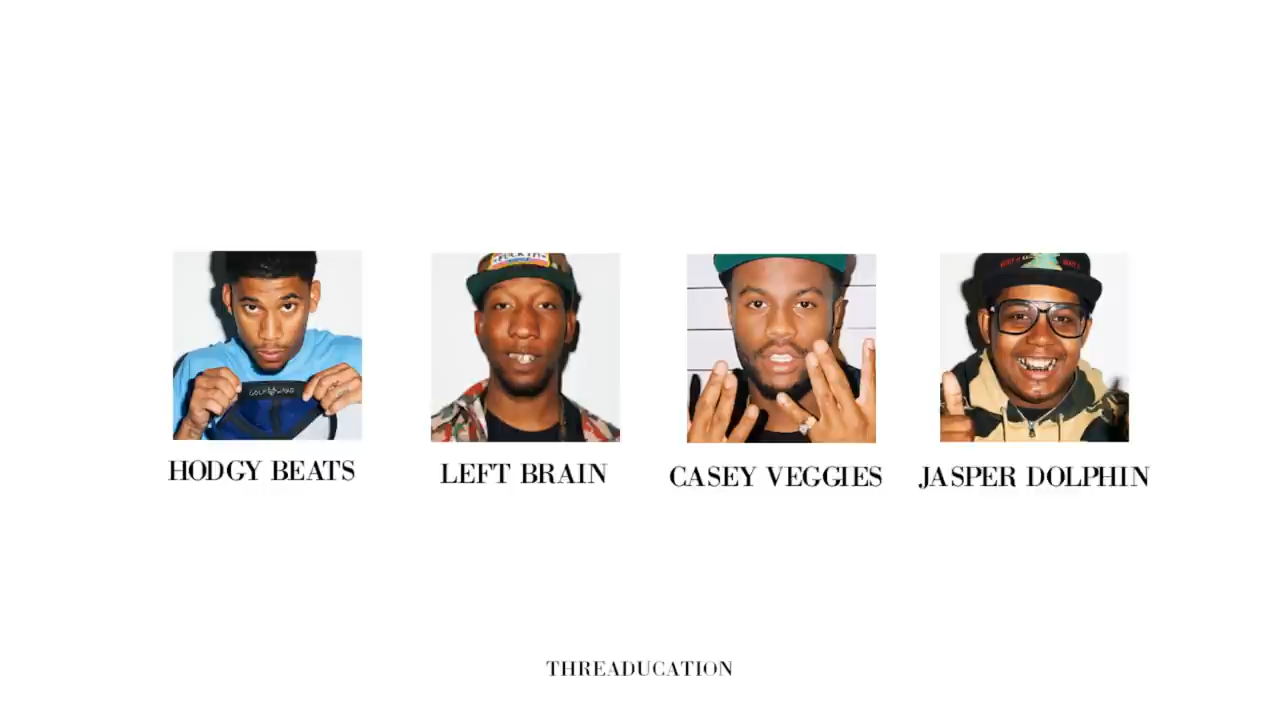 HODGY BEATS
LEFT BRAIN
CASEY VEGGIES
JASPER DOLPHIN
THREADUCATION